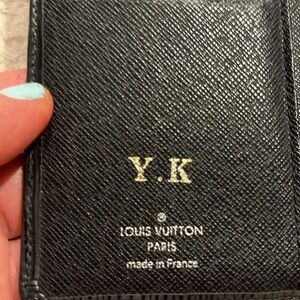 Y.K
®
LOUIS VUITTON
PARIS
made in France